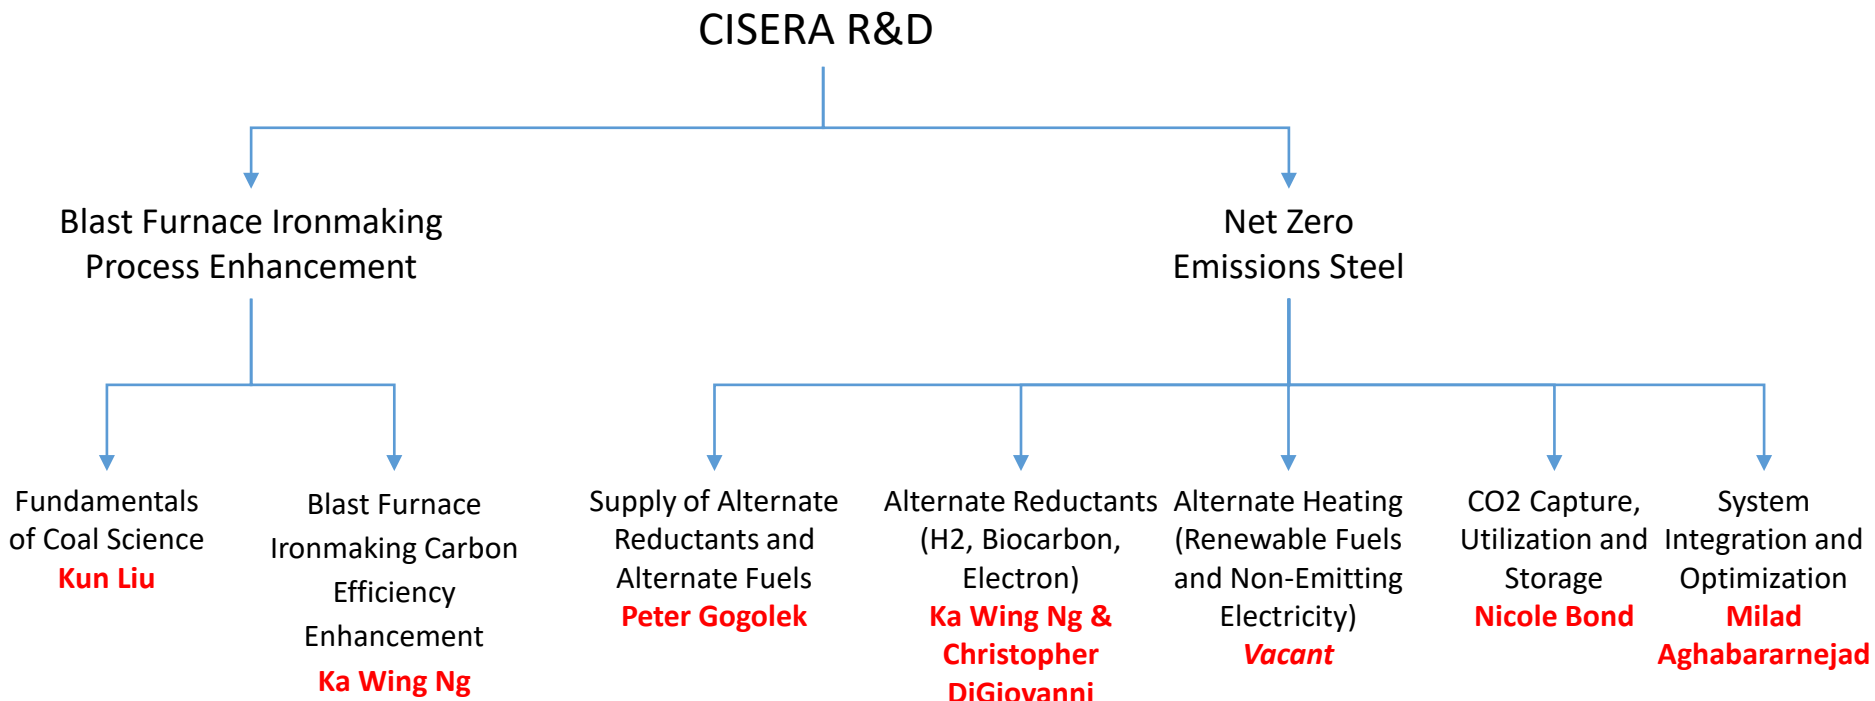 CISERA R&D
Blast Furnace Ironmaking
Process Enhancement
Net Zero
Emissions Steel
Fundamentals
of Coal Science
Kun Liu
Blast Furnace
Ironmaking Carbon
Efficiency
Enhancement
Ka Wing Ng
Supply of Alternate
Reductants and
Alternate Fuels
Peter Gogolek
Alternate Reductants
(H2, Biocarbon,
Electron)
Ka Wing Ng &
Christopher
DiGiovanni
Alternate Heating
(Renewable Fuels
and Non-Emitting
Electricity)
Vacant
CO2 Capture,
Utilization and
Storage
Nicole Bond
System
Integration and
Optimization
Milad
Aghabararnejad